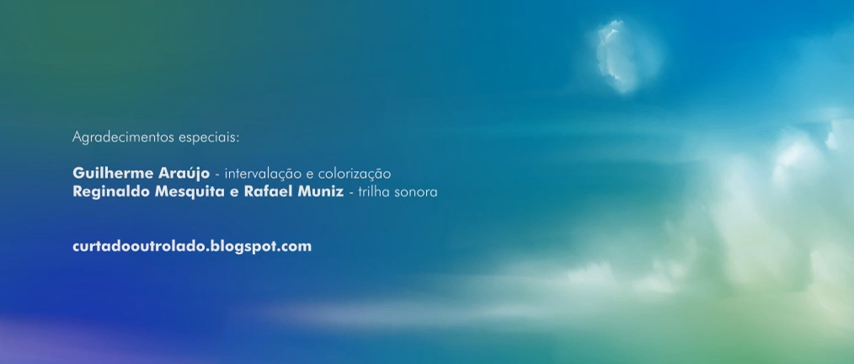 Agradecimentos especiais:
Guilherme Araújo - intervalação e colorização
Reginaldo Mesquita e Rafael Muniz - trilha sonora
curtadooutrolado.blogspot.com